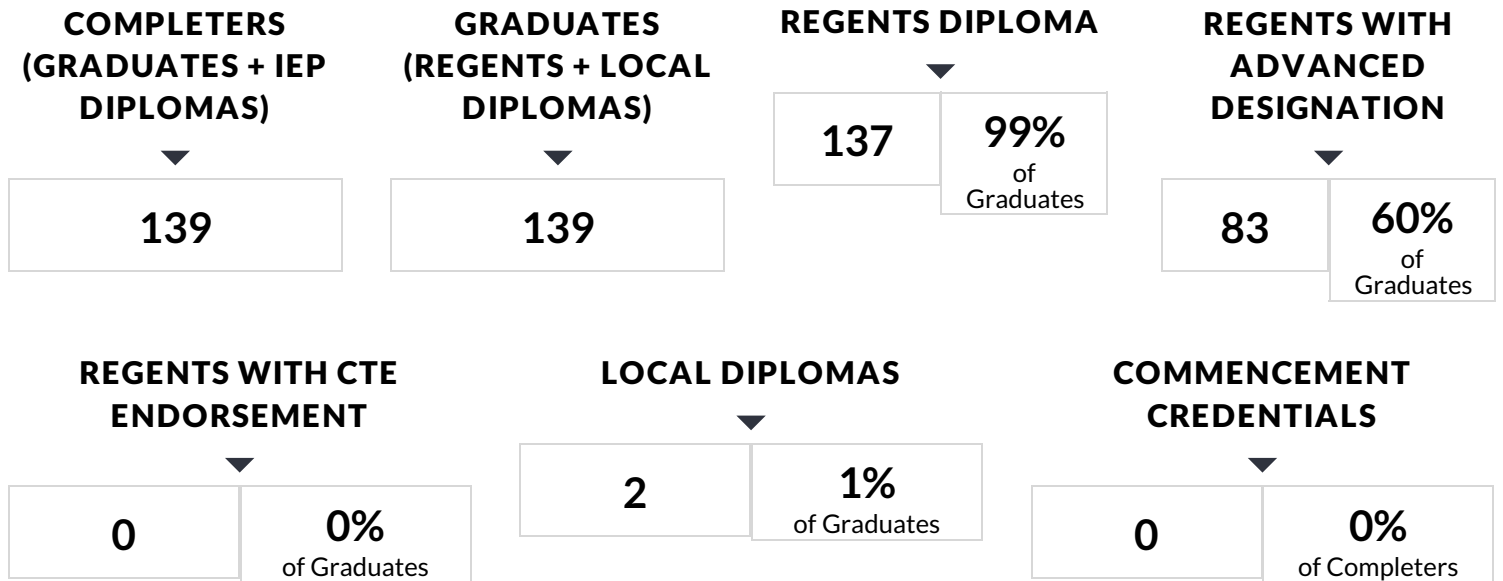 COMPLETERS
(GRADUATES + IEP
DIPLOMAS)
139
GRADUATES
(REGENTS + LOCAL
DIPLOMAS)
139
REGENTS DIPLOMA
137
99%
of
Graduates
REGENTS WITH
ADVANCED
DESIGNATION
83
60%
of
Graduates
REGENTS WITH CTE
ENDORSEMENT
0
0%
of Graduates
LOCAL DIPLOMAS
2
1%
of Graduates
COMMENCEMENT
CREDENTIALS
0
0%
of Completers